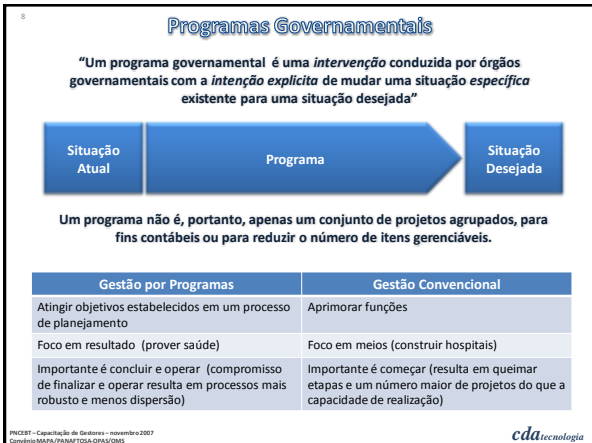 8
Programas Governamentais
“Um programa governamental é uma intervenção conduzida por órgãos
governamentais com a intenção explicita de mudar uma situação específica
existente para uma situação desejada”
Situação
Atual
Programa
Situação
Desejada
Um programa não é, portanto, apenas um conjunto de projetos agrupados, para
fins contábeis ou para reduzir o número de itens gerenciáveis.
Gestão por Programas
Gestão Convencional
Atingir objetivos estabelecidos em um processo
de planejamento
Aprimorar funções
Foco em resultado (prover saúde)
Foco em meios (construir hospitais)
Importante é concluir e operar (compromisso
de finalizar e operar resulta em processos mais
robusto e menos dispersão)
Importante é começar (resulta em queimar
etapas e um número maior de projetos do que a
capacidade de realização)
PNCEBT – Capacitação de Gestores – novembro 2007
Convênio MAPA/PANAFTOSA-OPAS/OMS
cdatecnologia